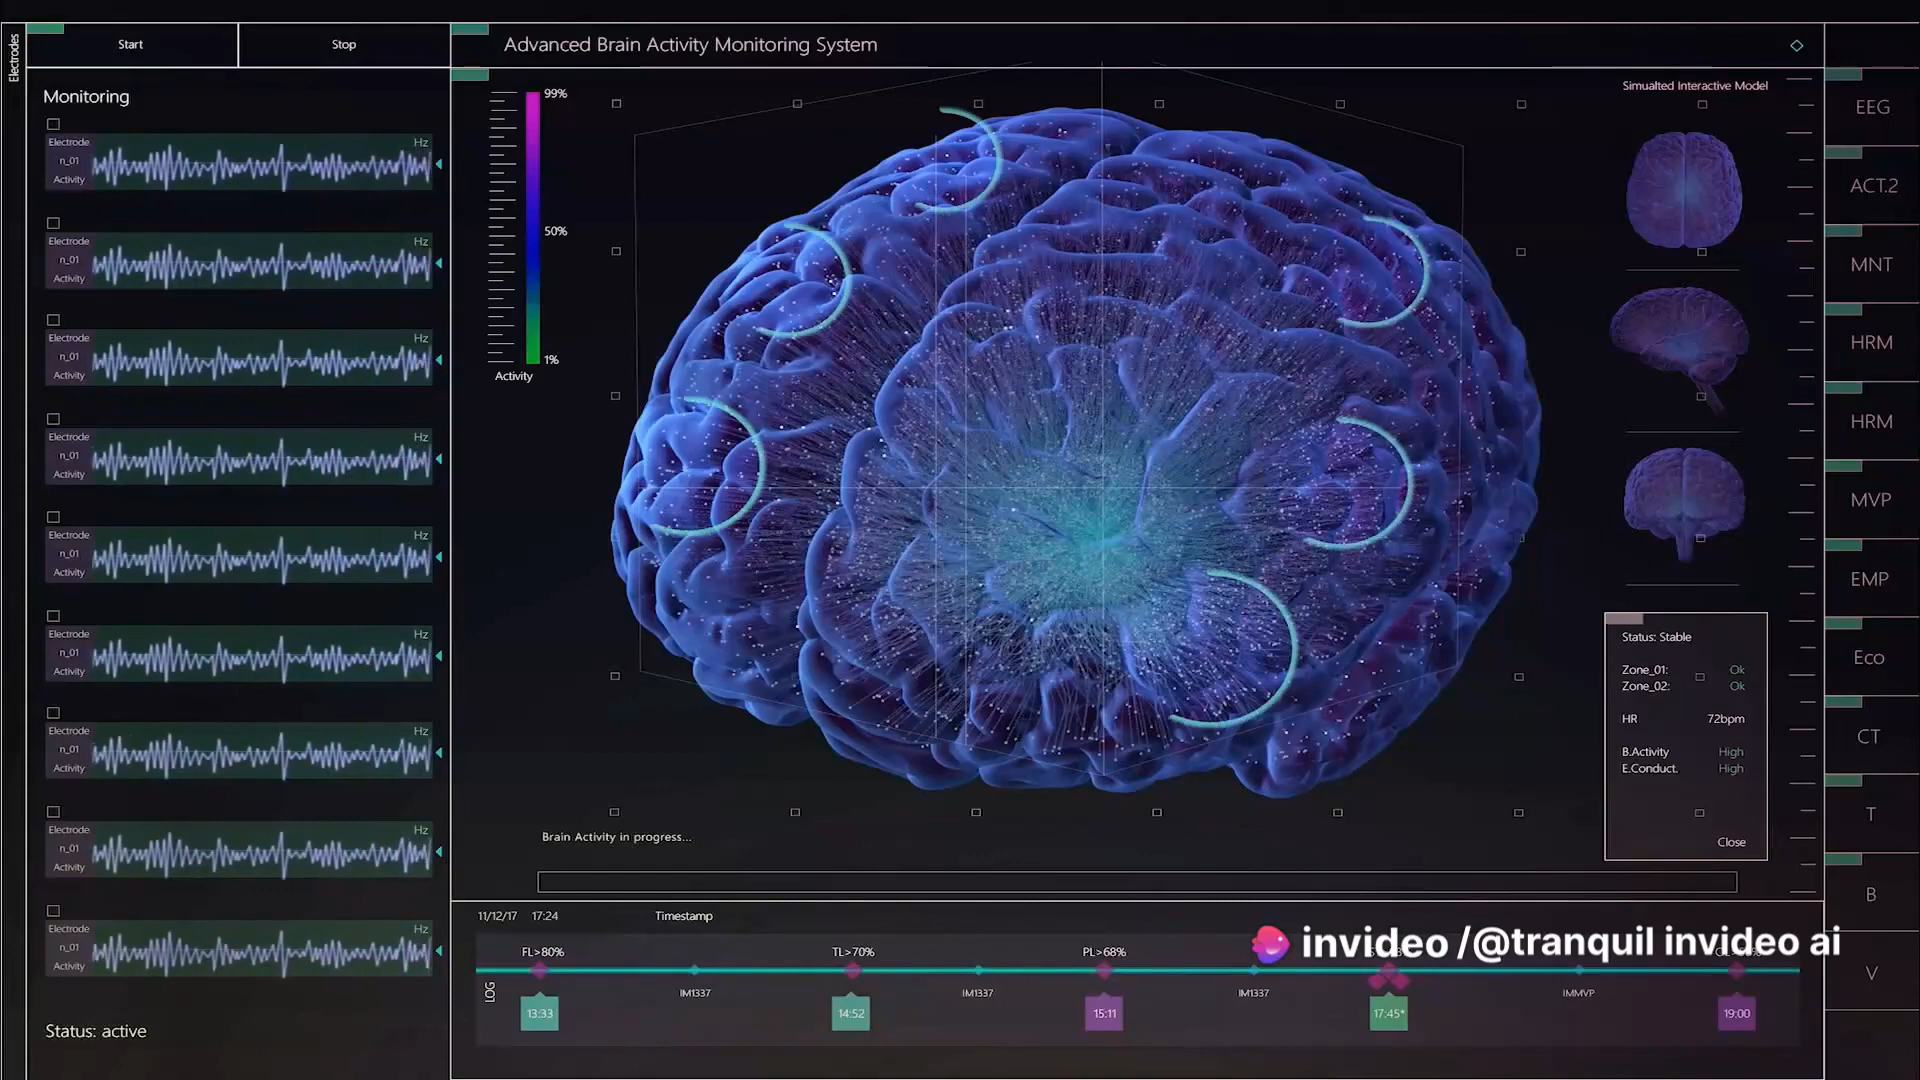 Electrodes
Start
Stop
Advanced Brain Activity Monitoring System
Monitoring
Electrode
n_01
Activity
Hz
Electrode
n_01
Activity
Hz
Electrode
n_01
Activity
Hz
Electrode
n_01
Activity
Hz
Electrode
n_01
Activity
Hz
Electrode
n_01
Activity
Hz
Electrode
n_01
Activity
Hz
Electrode
n_01
Activity
Hz
Electrode
n_01
Activity
Hz
Status: active
99%
50%
1%
Activity
Simualted Interactive Model
Status: Stable
Zone_01: Ok
Zone_02: Ok
HR 72bpm
B.Activity High
E.Conduct. High
Close
Brain Activity in progress...
11/12/17 17:24 Timestamp
FL>80% TL>70% PL>68%
invideo /@tranquil invideo ai
LOG
IM1337 IM1337 IM1337 IMMVP
13:33 14:52 15:11 17:45* 19:00
EEG
ACT.2
MNT
HRM
HRM
MVP
EMP
Eco
CT
T
B
V